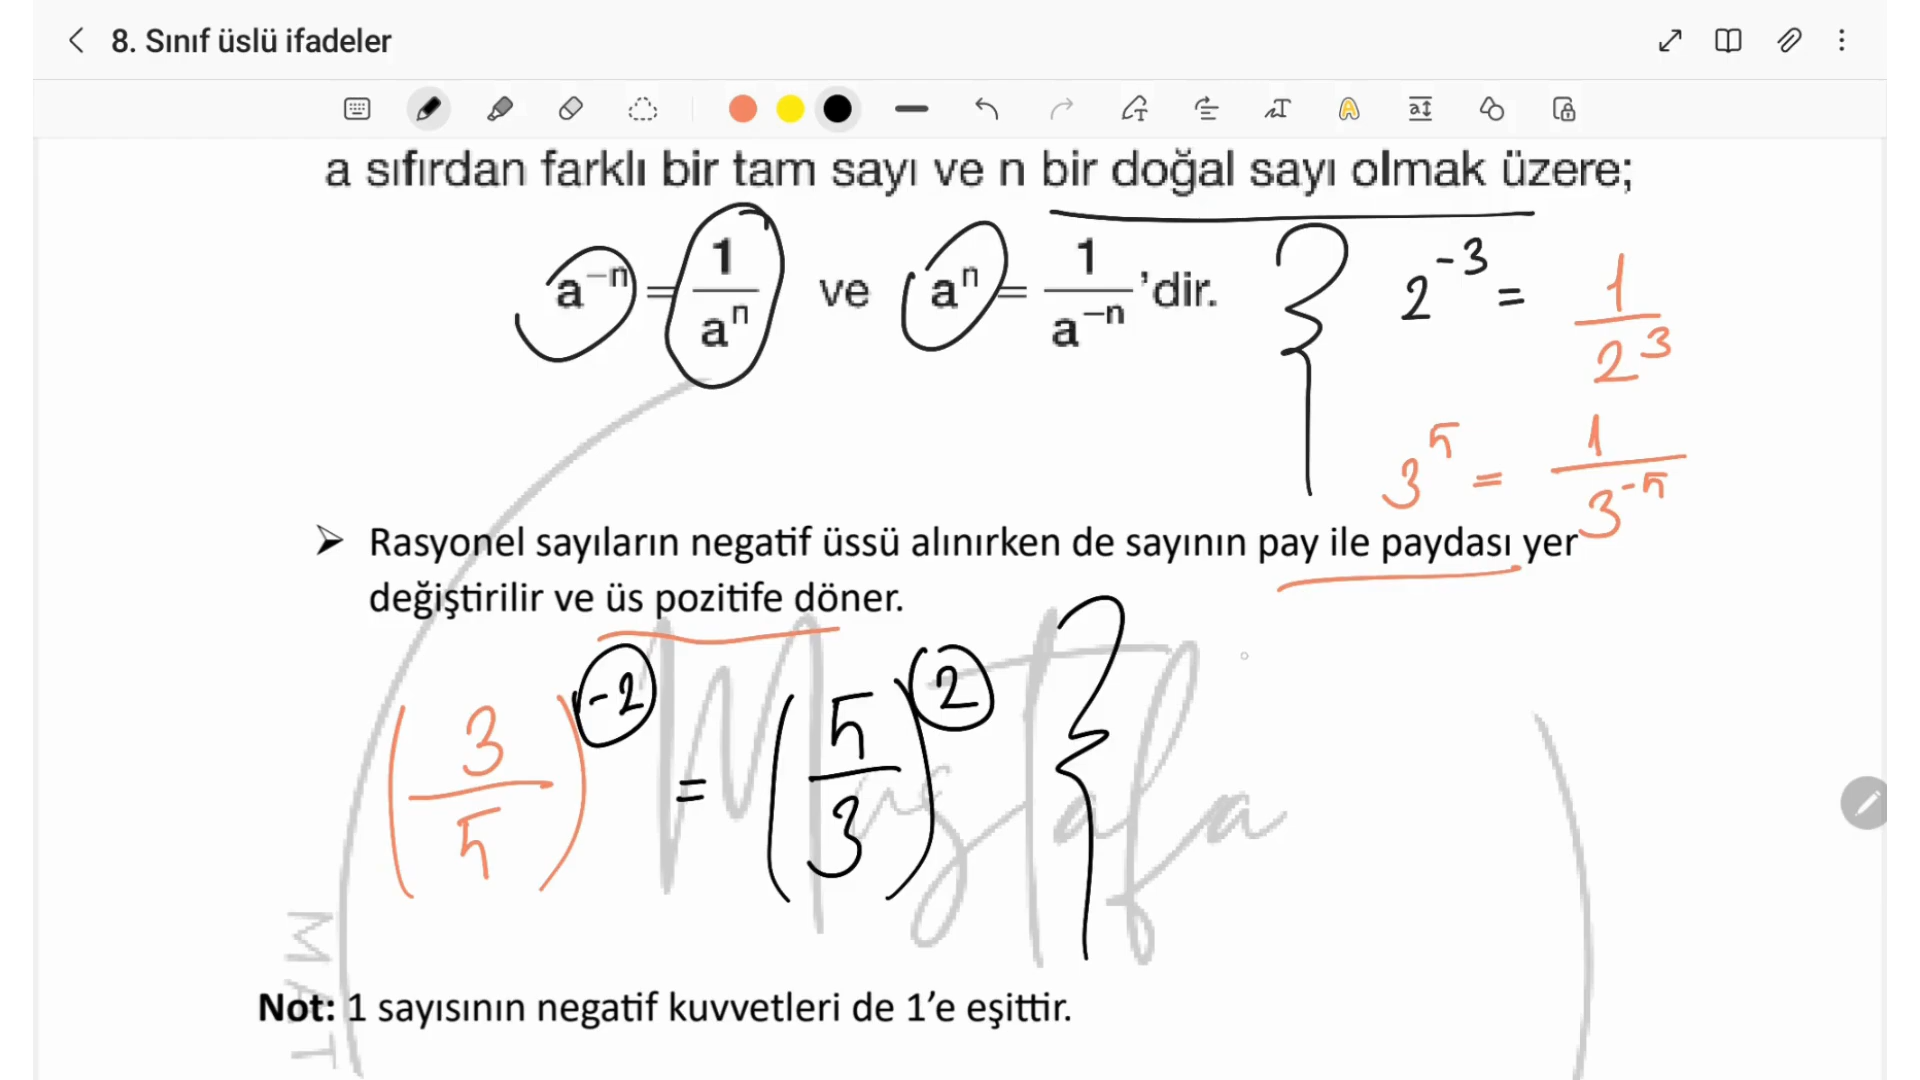 8. Sınıf üslü ifadeler
a sıfırdan farklı bir tam sayı ve n bir doğal sayı olmak üzere;
a⁻ⁿ = 1/aⁿ ve aⁿ = 1/a⁻ⁿ 'dir.
2⁻³ = 1/2³
3⁵ = 1/3⁻⁵
➤ Rasyonel sayıların negatif üssü alınırken de sayının pay ile paydası yer
değiştirilir ve üs pozitife döner.
(3/5)⁻² = (5/3)²
Mustafa
MAT
Not: 1 sayısının negatif kuvvetleri de 1’e eşittir.